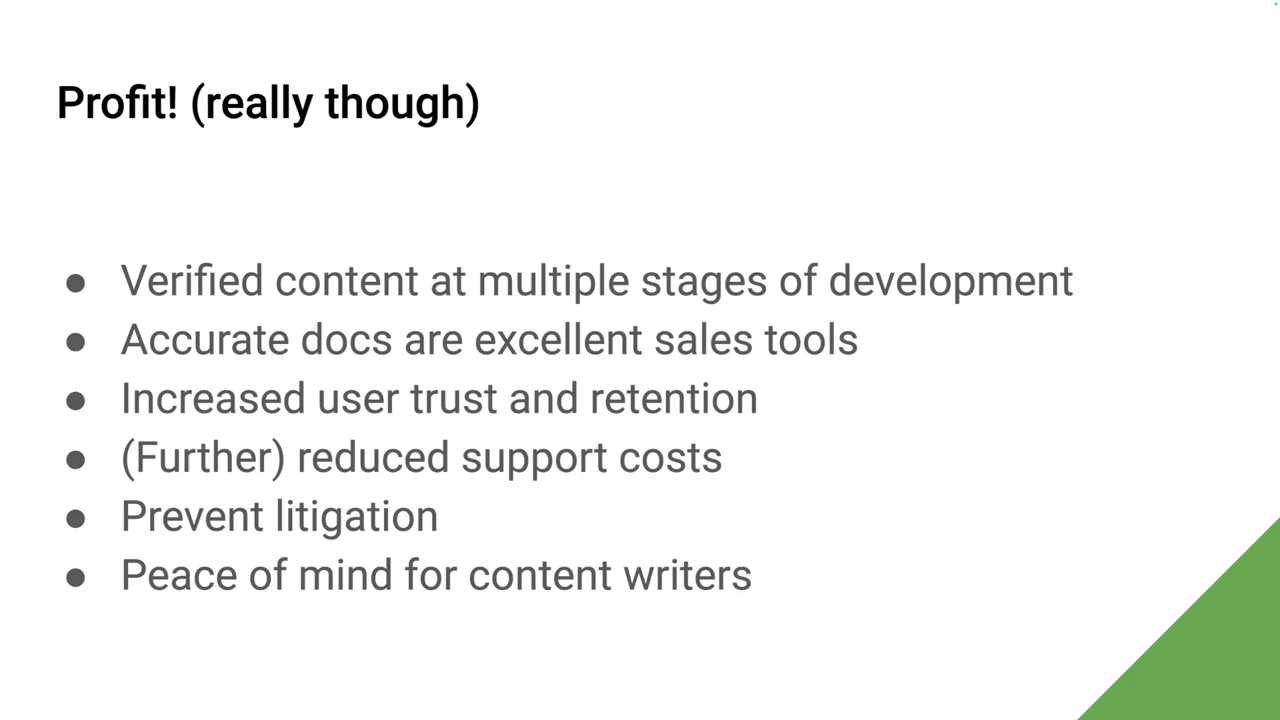 Profit! (really though)
● Verified content at multiple stages of development
● Accurate docs are excellent sales tools
● Increased user trust and retention
● (Further) reduced support costs
● Prevent litigation
● Peace of mind for content writers